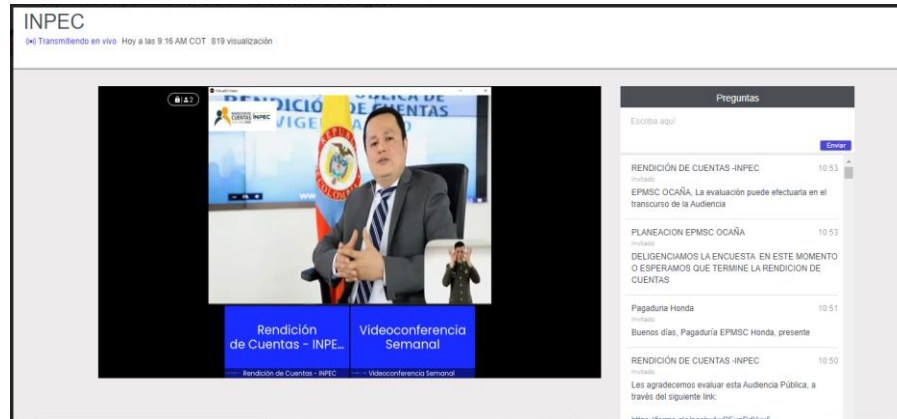 INPEC
Transmitiendo en vivo Hoy a las 9:16 AM COT 819 visualización
2
RENDICIÓN DE
CUENTAS INPEC
DE CUENTAS
Rendición
de Cuentas - INPE...
Videoconferencia
Semanal
Rendición de Cuentas - INPEC
Videoconferencia Semanal
Preguntas
Escriba aquí
Enviar
RENDICIÓN DE CUENTAS -INPEC 10:53
Invitado
EPMSC OCAÑA, La evaluación puede efectuarla en el
transcurso de la Audiencia
PLANEACION EPMSC OCAÑA 10:53
Invitado
DELIGENCIAMOS LA ENCUESTA EN ESTE MOMENTO
O ESPERAMOS QUE TERMINE LA RENDICION DE
CUENTAS
Pagaduria Honda 10:51
Invitado
Buenos días, Pagaduría EPMSC Honda, presente
RENDICIÓN DE CUENTAS -INPEC 10:50
Invitado
Les agradecemos evaluar esta Audiencia Pública, a
través del siguiente link: